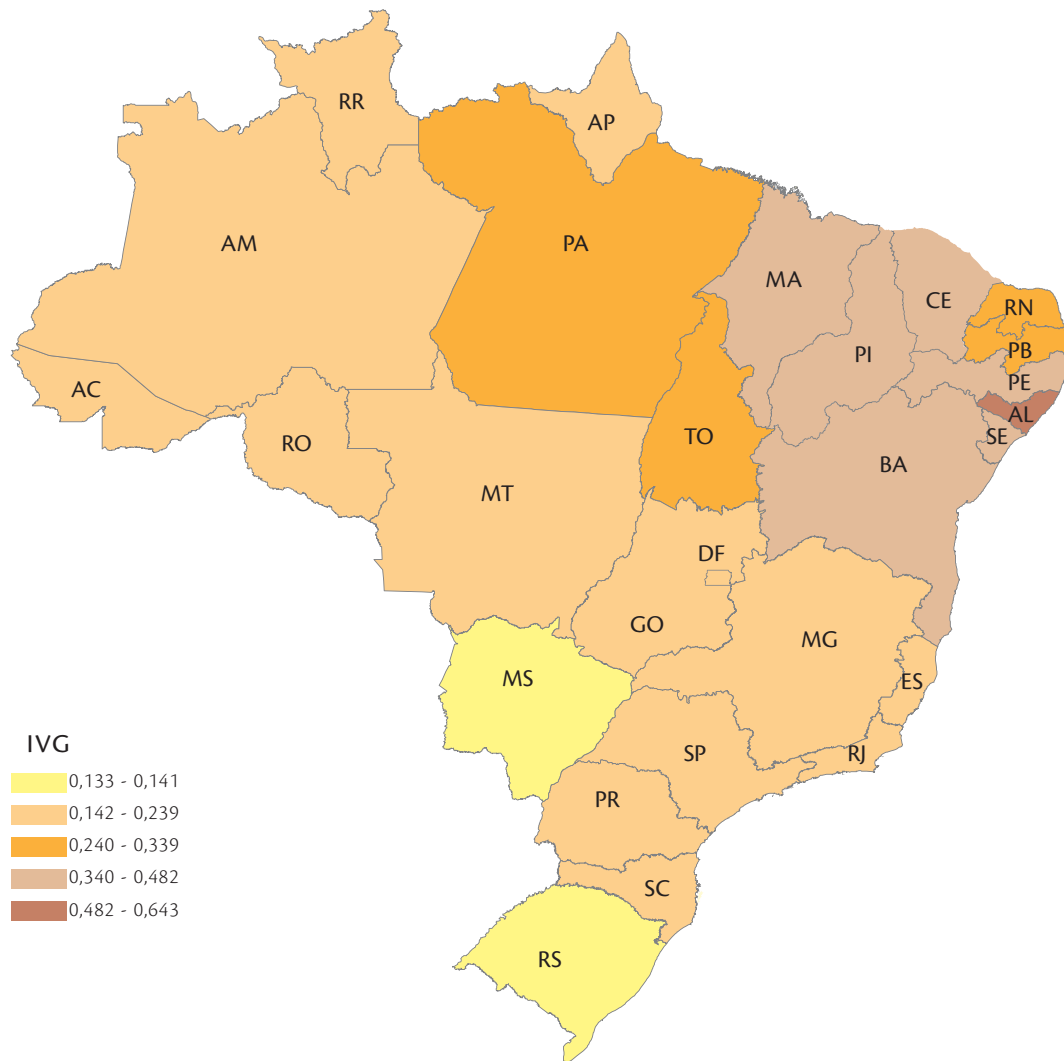 RR
AP
AM
PA
MA
CE
RN
PI
PB
AC
PE
AL
TO
SE
RO
BA
MT
DF
GO
MG
MS
ES
SP
RJ
IVG
0,133 - 0,141
PR
0,142 - 0,239
0,240 - 0,339
0,340 - 0,482
SC
0,482 - 0,643
RS